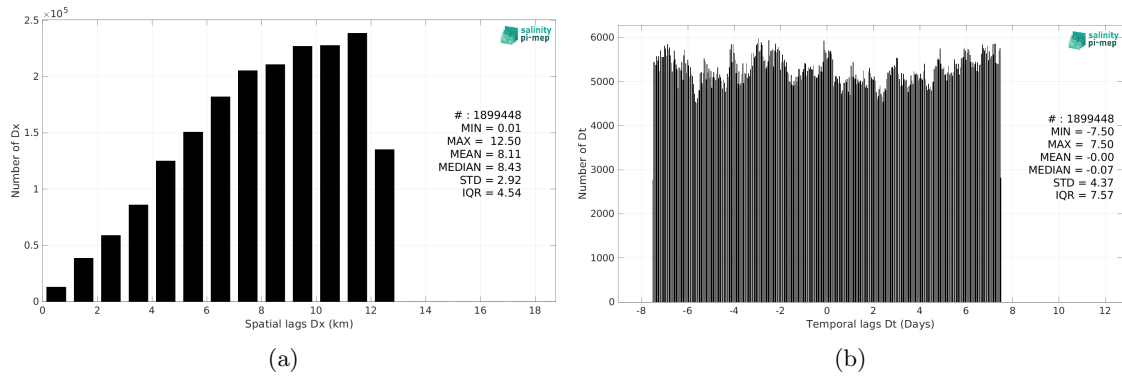 2.5 ×10⁵
2
1.5
1
0.5
0
Number of Dx
salinity
pi-mep
# : 1899448
MIN = 0.01
MAX = 12.50
MEAN = 8.11
MEDIAN = 8.43
STD = 2.92
IQR = 4.54
0 2 4 6 8 10 12 14 16 18
Spatial lags Dx (km)
(a)
6000
5000
4000
3000
2000
1000
0
Number of Dt
salinity
pi-mep
# : 1899448
MIN = -7.50
MAX = 7.50
MEAN = -0.00
MEDIAN = -0.07
STD = 4.37
IQR = 7.57
-8 -6 -4 -2 0 2 4 6 8 10 12
Temporal lags Dt (Days)
(b)